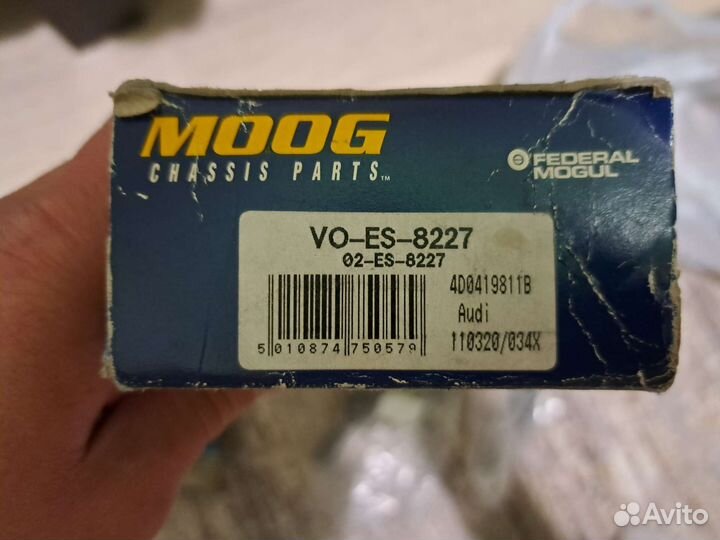 MOOG
CHASSIS PARTS™
FEDERAL
MOGUL
VO-ES-8227
02-ES-8227
4D0419811B
Audi
110320/034X
5 010874 750579
Avito